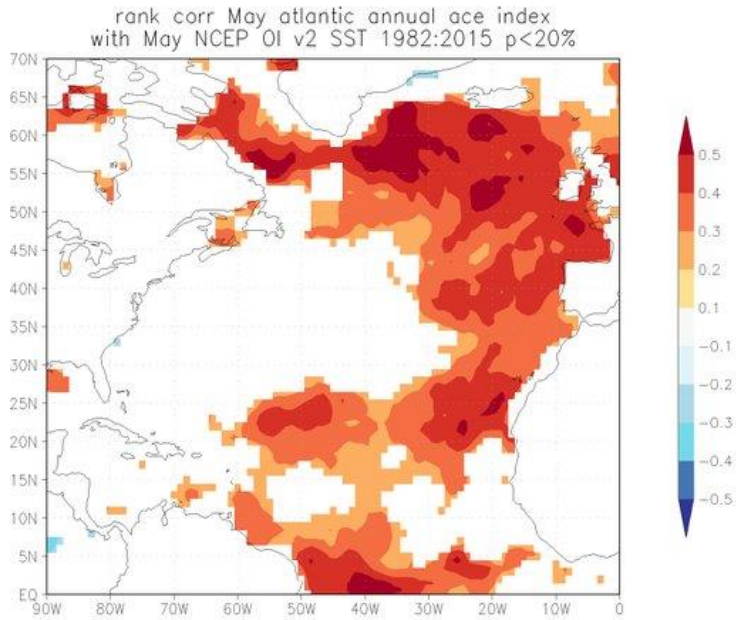 rank corr May atlantic annual ace index
with May NCEP OI v2 SST 1982:2015 p<20%
70N
65N
60N
55N
50N
45N
40N
35N
30N
25N
20N
15N
10N
5N
EQ
90W 80W 70W 60W 50W 40W 30W 20W 10W 0
0.5
0.4
0.3
0.2
0.1
-0.1
-0.2
-0.3
-0.4
-0.5